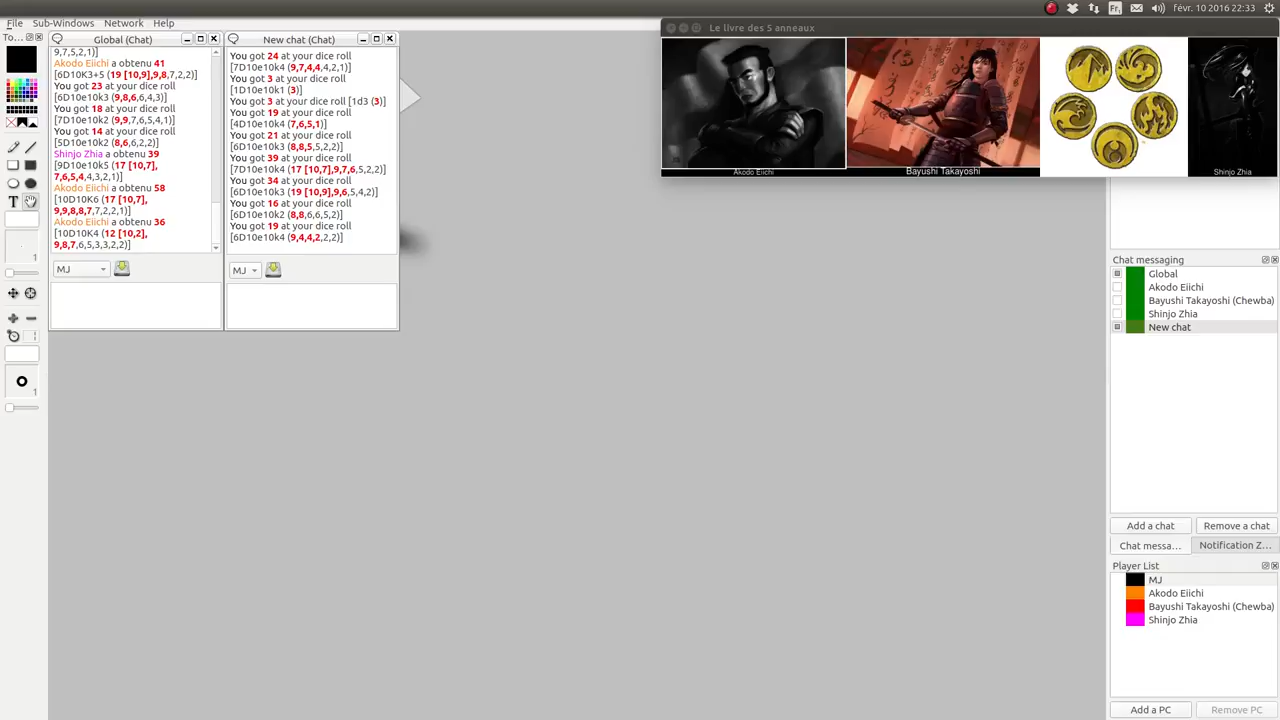 Fr
févr. 10 2016 22:33
File Sub-Windows Network Help
To...
1
1
1
Global (Chat)
9,7,5,2,1)]
Akodo Eiichi a obtenu 41
[6D10K3+5 (19 [10,9],9,8,7,2,2)]
You got 23 at your dice roll
[6D10e10k3 (9,8,6,6,4,3)]
You got 18 at your dice roll
[7D10e10k2 (9,9,7,6,5,4,1)]
You got 14 at your dice roll
[5D10e10k2 (8,6,6,2,2)]
Shinjo Zhia a obtenu 39
[9D10e10k5 (17 [10,7],
7,6,5,4,4,3,2,1)]
Akodo Eiichi a obtenu 58
[10D10K6 (17 [10,7],
9,9,8,8,7,7,2,2,1)]
Akodo Eiichi a obtenu 36
[10D10K4 (12 [10,2],
9,8,7,6,5,3,3,2,2)]
MJ
New chat (Chat)
You got 24 at your dice roll
[7D10e10k4 (9,7,4,4,4,2,1)]
You got 3 at your dice roll
[1D10e10k1 (3)]
You got 3 at your dice roll [1d3 (3)]
You got 19 at your dice roll
[4D10e10k4 (7,6,5,1)]
You got 21 at your dice roll
[6D10e10k3 (8,8,5,5,2,2)]
You got 39 at your dice roll
[7D10e10k4 (17 [10,7],9,7,6,5,2,2)]
You got 34 at your dice roll
[6D10e10k3 (19 [10,9],9,6,5,4,2)]
You got 16 at your dice roll
[6D10e10k2 (8,8,6,6,5,2)]
You got 19 at your dice roll
[6D10e10k4 (9,4,4,2,2,2)]
MJ
Le livre des 5 anneaux
Akodo Eiichi
Bayushi Takayoshi
Shinjo Zhia
Chat messaging
Global
Akodo Eiichi
Bayushi Takayoshi (Chewba)
Shinjo Zhia
New chat
Add a chat
Remove a chat
Chat messa...
Notification Z...
Player List
MJ
Akodo Eiichi
Bayushi Takayoshi (Chewba)
Shinjo Zhia
Add a PC
Remove PC